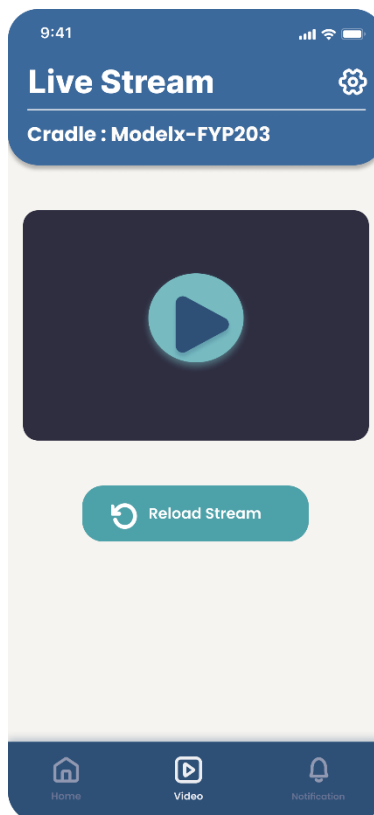 9:41
Live Stream
Cradle : Modelx-FYP203
Reload Stream
Home
Video
Notification